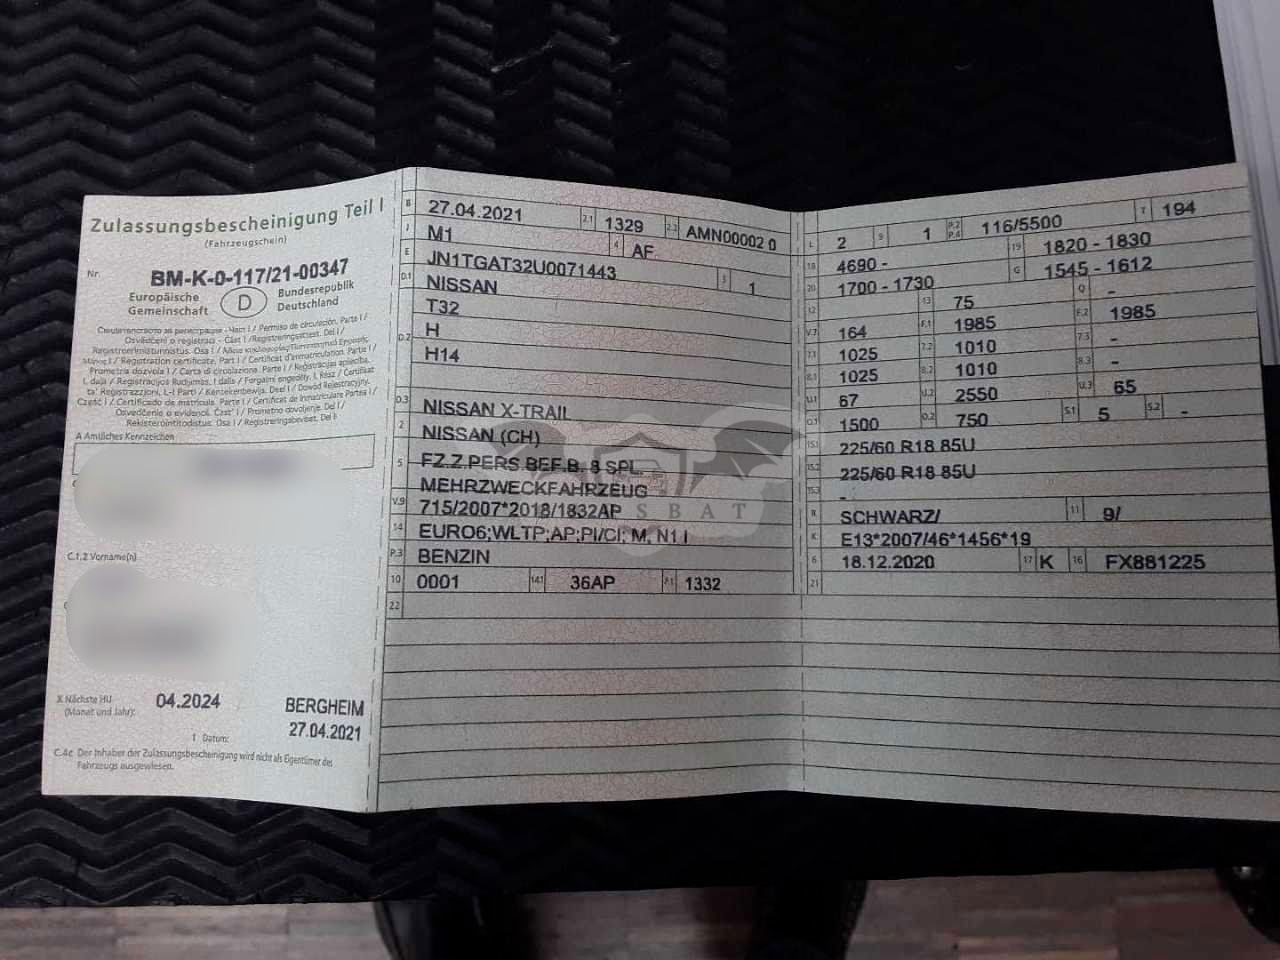 Zulassungsbescheinigung Teil I
(Fahrzeugschein)
Nr. BM-K-0-117/21-00347
Europäische Gemeinschaft D Bundesrepublik Deutschland
A Amtliches Kennzeichen
C.1.2 Vorname(n)
X Nächste HU (Monat und Jahr): 04.2024
BERGHEIM
I Datum: 27.04.2021
C.4c Der Inhaber der Zulassungsbescheinigung wird nicht als Eigentümer des
Fahrzeugs ausgewiesen.
B 27.04.2021 2.1 1329 2.2 AMN00002 0
J M1 4 AF
E JN1TGAT32U0071443 3 1
D.1 NISSAN
T32
D.2 H
H14
D.3 NISSAN X-TRAIL
2 NISSAN (CH)
5 FZ.Z.PERS.BEF.B. 8 SPL.
MEHRZWECKFAHRZEUG
V.9 715/2007*2018/1832AP
14 EURO6;WLTP;AP;PI/CI; M, N1 I
P.3 BENZIN
10 0001 14.1 36AP P.1 1332
22
L 2 9 1 P.2 P.4 116/5500 T 194
18 4690 - 19 1820 - 1830
20 1700 - 1730 G 1545 - 1612
12 13 75 Q -
V.7 164 F.1 1985 F.2 1985
7.1 1025 7.2 1010 7.3 -
8.1 1025 8.2 1010 8.3 -
U.1 67 U.2 2550 U.3 65
O.1 1500 O.2 750 S.1 5 S.2 -
15.1 225/60 R18 85U
15.2 225/60 R18 85U
15.3 -
R SCHWARZ/ 11 9/
K E13*2007/46*1456*19
6 18.12.2020 17 K 16 FX881225
21
SBAT